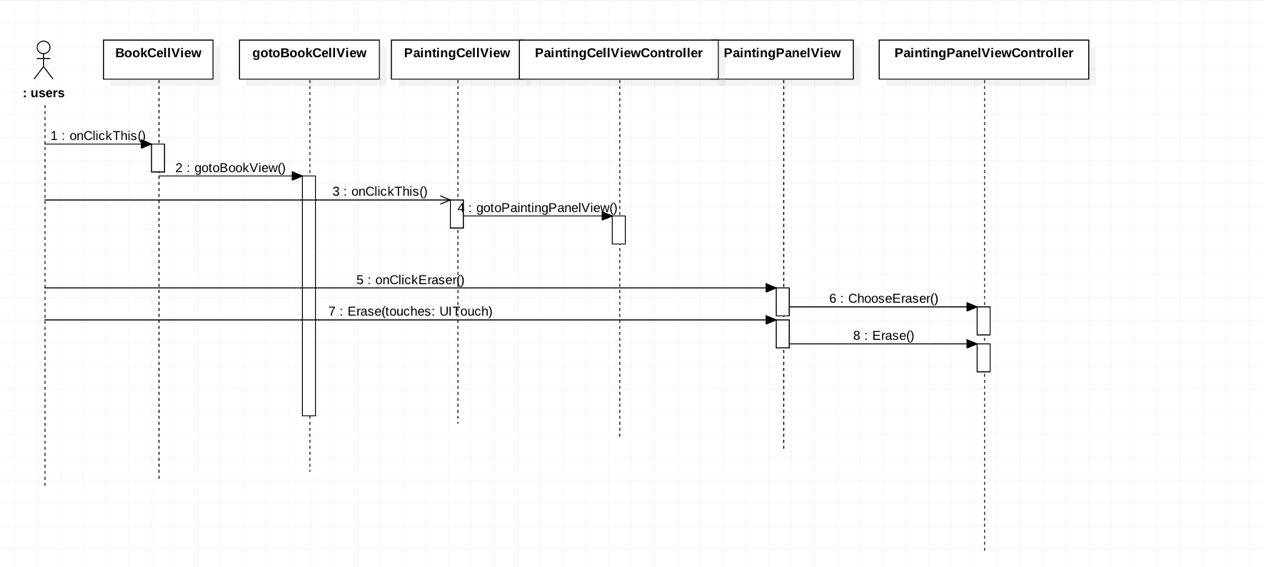 BookCellView
gotoBookCellView
PaintingCellView
PaintingCellViewController
PaintingPanelView
PaintingPanelViewController
: users
1 : onClickThis()
2 : gotoBookView()
3 : onClickThis()
4 : gotoPaintingPanelView()
5 : onClickEraser()
6 : ChooseEraser()
7 : Erase(touches: UITouch)
8 : Erase()